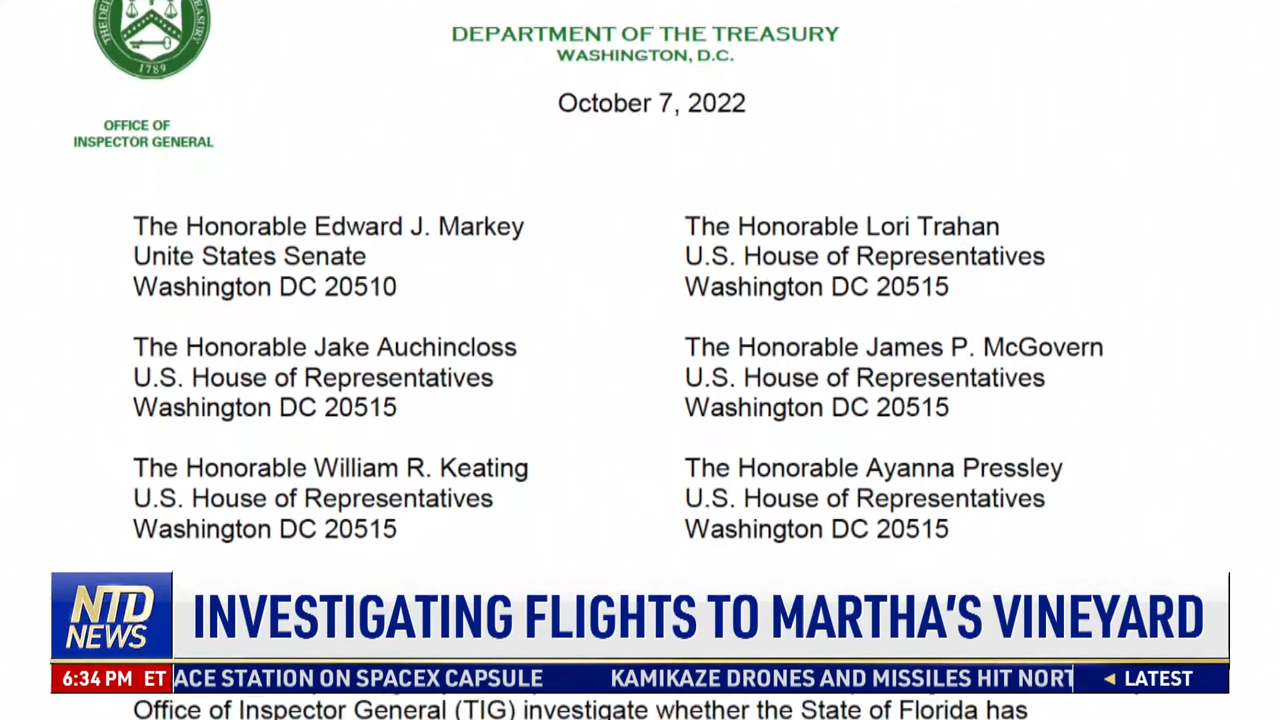 THE DE
TREASURY
1789
DEPARTMENT OF THE TREASURY
WASHINGTON, D.C.
October 7, 2022
OFFICE OF
INSPECTOR GENERAL
The Honorable Edward J. Markey
Unite States Senate
Washington DC 20510
The Honorable Lori Trahan
U.S. House of Representatives
Washington DC 20515
The Honorable Jake Auchincloss
U.S. House of Representatives
Washington DC 20515
The Honorable James P. McGovern
U.S. House of Representatives
Washington DC 20515
The Honorable William R. Keating
U.S. House of Representatives
Washington DC 20515
The Honorable Ayanna Pressley
U.S. House of Representatives
Washington DC 20515
NTD
NEWS
INVESTIGATING FLIGHTS TO MARTHA'S VINEYARD
6:34 PM ET
ACE STATION ON SPACEX CAPSULE KAMIKAZE DRONES AND MISSILES HIT NORT
LATEST
Office of Inspector General (TIG) investigate whether the State of Florida has